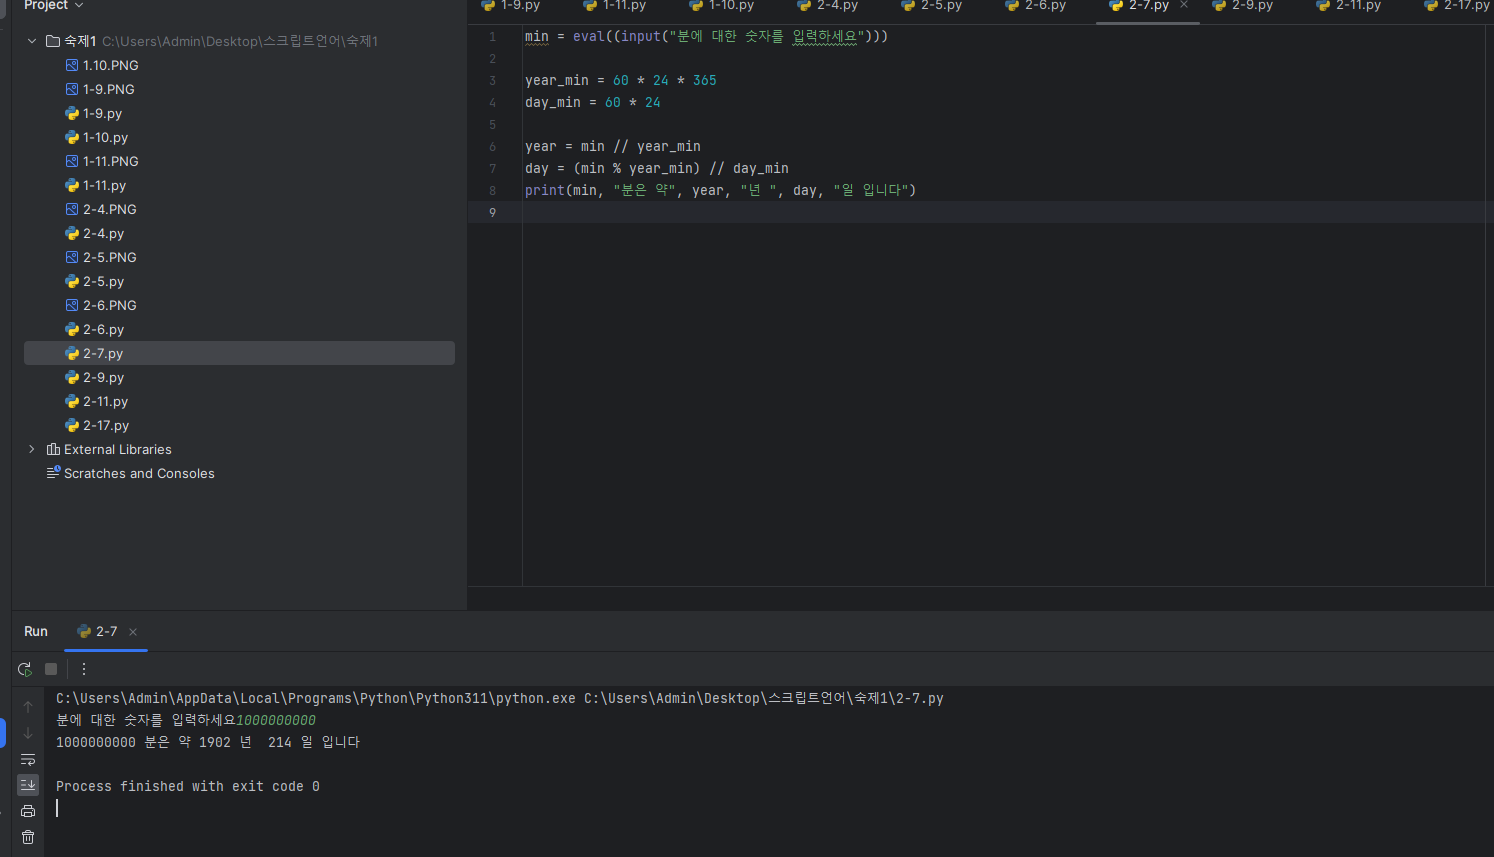 Project
1-9.py
1-11.py
1-10.py
2-4.py
2-5.py
2-6.py
2-7.py
2-9.py
2-11.py
2-17.py
숙제1 C:\Users\Admin\Desktop\스크립트언어\숙제1
1.10.PNG
1-9.PNG
1-9.py
1-10.py
1-11.PNG
1-11.py
2-4.PNG
2-4.py
2-5.PNG
2-5.py
2-6.PNG
2-6.py
2-7.py
2-9.py
2-11.py
2-17.py
External Libraries
Scratches and Consoles
1 min = eval((input("분에 대한 숫자를 입력하세요")))
2
3 year_min = 60 * 24 * 365
4 day_min = 60 * 24
5
6 year = min // year_min
7 day = (min % year_min) // day_min
8 print(min, "분은 약", year, "년 ", day, "일 입니다")
9
Run
2-7
C:\Users\Admin\AppData\Local\Programs\Python\Python311\python.exe C:\Users\Admin\Desktop\스크립트언어\숙제1\2-7.py
분에 대한 숫자를 입력하세요1000000000
1000000000 분은 약 1902 년  214 일 입니다
Process finished with exit code 0